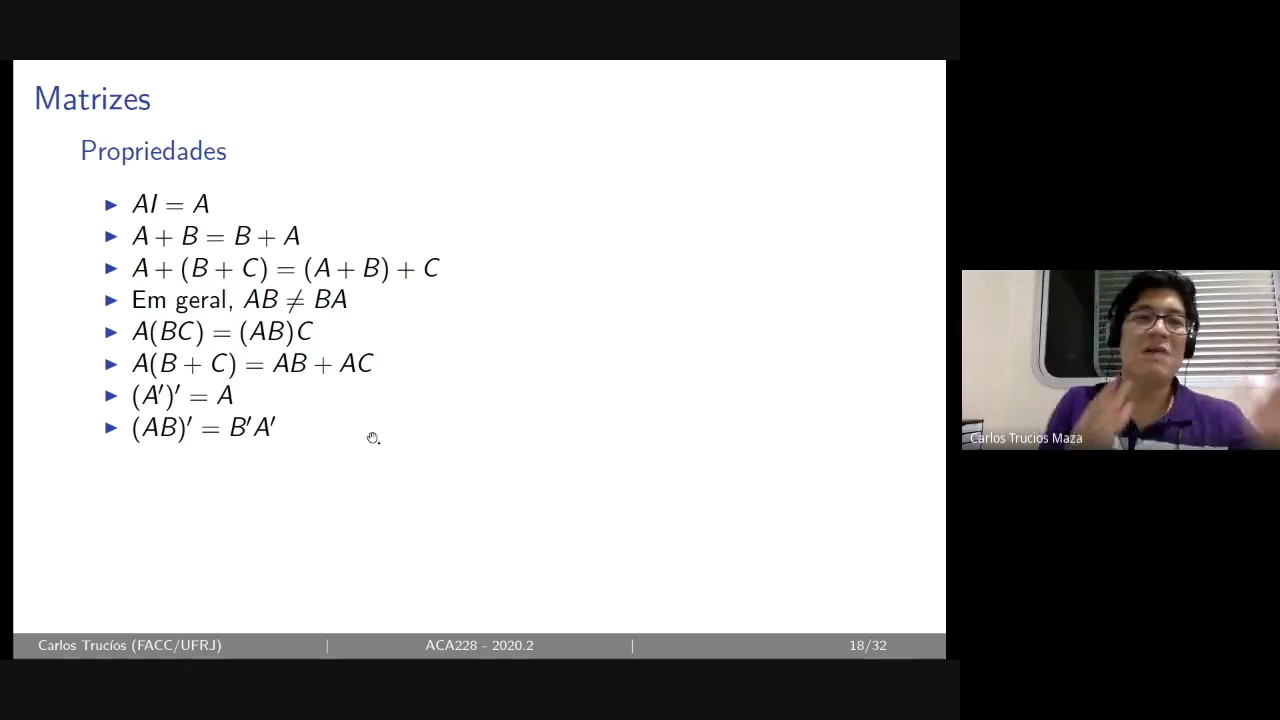 Matrizes
Propriedades
AI = A
A + B = B + A
A + (B + C) = (A + B) + C
Em geral, AB ≠ BA
A(BC) = (AB)C
A(B + C) = AB + AC
(A′)′ = A
(AB)′ = B′A′
Carlos Trucíos (FACC/UFRJ) | ACA228 - 2020.2 | 18/32
Carlos Trucios Maza